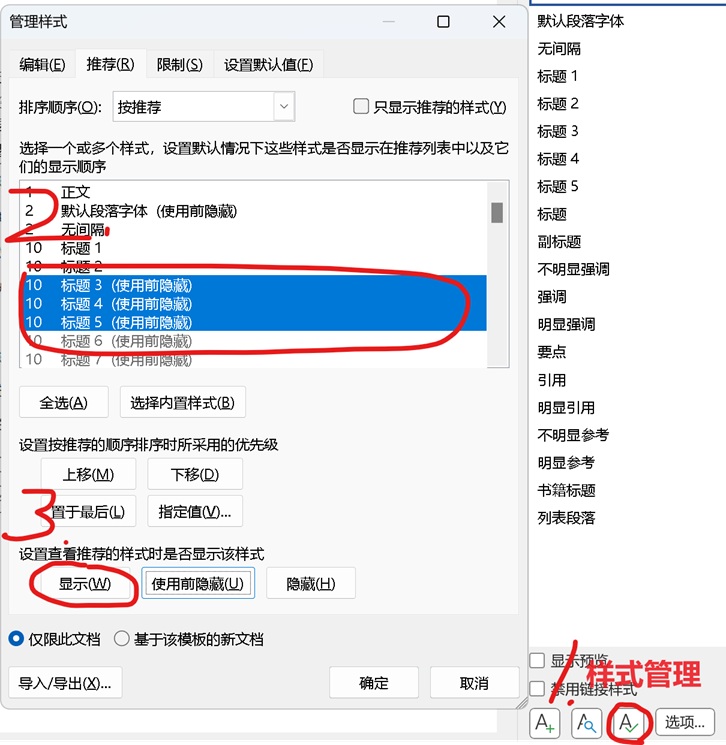 管理样式
编辑(E) 推荐(R) 限制(S) 设置默认值(F)
排序顺序(O): 按推荐 只显示推荐的样式(Y)
选择一个或多个样式，设置默认情况下这些样式是否显示在推荐列表中以及它
们的显示顺序
1 正文
2 默认段落字体 (使用前隐藏)
2 无间隔
10 标题 1
10 标题 2
10 标题 3 (使用前隐藏)
10 标题 4 (使用前隐藏)
10 标题 5 (使用前隐藏)
10 标题 6 (使用前隐藏)
10 标题 7 (使用前隐藏)
2.
全选(A) 选择内置样式(B)
设置按推荐的顺序排序时所采用的优先级
上移(M) 下移(D)
置于最后(L) 指定值(V)...
3.
设置查看推荐的样式时是否显示该样式
显示(W) 使用前隐藏(U) 隐藏(H)
仅限此文档 基于该模板的新文档
导入/导出(X)... 确定 取消
默认段落字体
无间隔
标题 1
标题 2
标题 3
标题 4
标题 5
标题
副标题
不明显强调
强调
明显强调
要点
引用
明显引用
不明显参考
明显参考
书籍标题
列表段落
显示预览
禁用链接样式
1.
样式管理
选项...